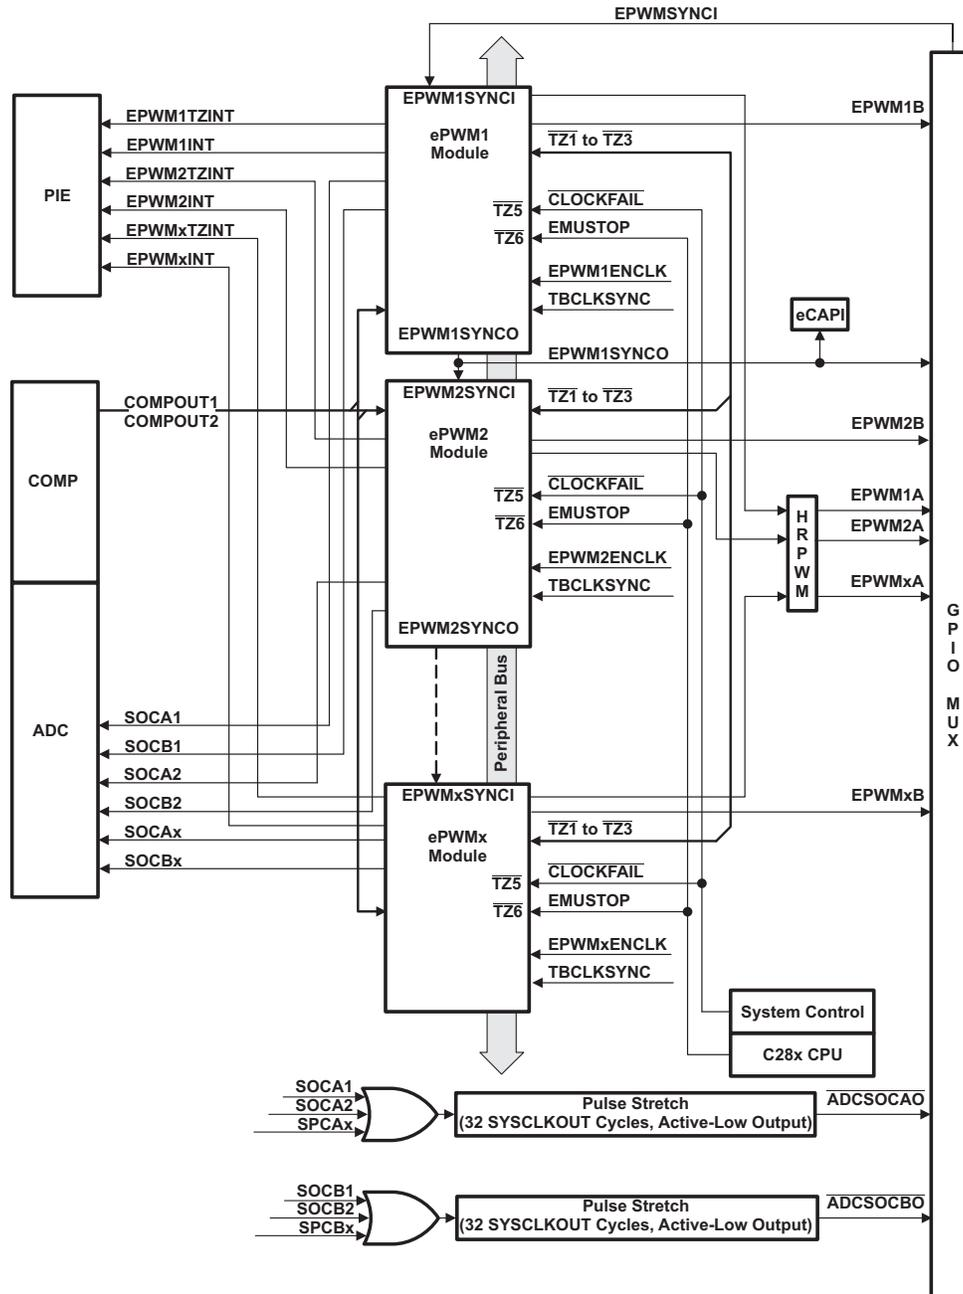 EPWMSYNCI
EPWM1SYNCI
ePWM1
Module
EPWM1B
TZ1 to TZ3
TZ5
CLOCKFAIL
TZ6
EMUSTOP
EPWM1ENCLK
TBCLKSYNC
EPWM1SYNCO
PIE
EPWM1TZINT
EPWM1INT
EPWM2TZINT
EPWM2INT
EPWMxTZINT
EPWMxINT
eCAPI
EPWM1SYNCO
COMP
COMPOUT1
COMPOUT2
EPWM2SYNCI
ePWM2
Module
TZ1 to TZ3
EPWM2B
TZ5
CLOCKFAIL
TZ6
EMUSTOP
EPWM2ENCLK
TBCLKSYNC
EPWM2SYNCO
HRPWM
EPWM1A
EPWM2A
EPWMxA
GPIO MUX
Peripheral Bus
ADC
SOCA1
SOCB1
SOCA2
SOCB2
SOCAx
SOCBx
EPWMxSYNCI
ePWMx
Module
EPWMxB
TZ1 to TZ3
TZ5
CLOCKFAIL
TZ6
EMUSTOP
EPWMxENCLK
TBCLKSYNC
System Control
C28x CPU
SOCA1
SOCA2
SPCAx
Pulse Stretch
(32 SYSCLKOUT Cycles, Active-Low Output)
ADCSOCAO
SOCB1
SOCB2
SPCBx
Pulse Stretch
(32 SYSCLKOUT Cycles, Active-Low Output)
ADCSOCBO